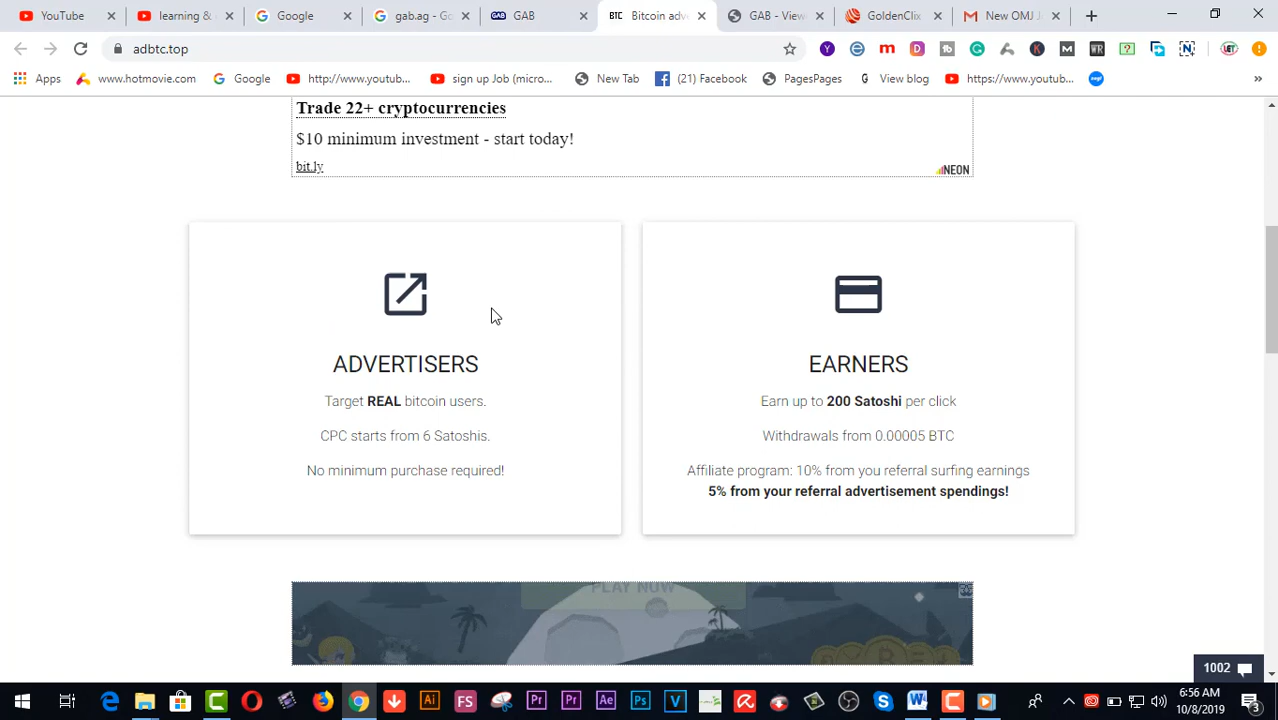 YouTube
learning &
Google
gab.ag - Go
GAB
BTC Bitcoin adv
GAB - View
GoldenClix
New OMJ J
adbtc.top
Apps
www.hotmovie.com
Google
http://www.youtub...
sign up Job (micro...
New Tab
(21) Facebook
PagesPages
View blog
https://www.youtub...
Trade 22+ cryptocurrencies
$10 minimum investment - start today!
bit.ly
NEON
ADVERTISERS
Target REAL bitcoin users.
CPC starts from 6 Satoshis.
No minimum purchase required!
EARNERS
Earn up to 200 Satoshi per click
Withdrawals from 0.00005 BTC
Affiliate program: 10% from you referral surfing earnings
5% from your referral advertisement spendings!
PLAY NOW
1002
6:56 AM
10/8/2019